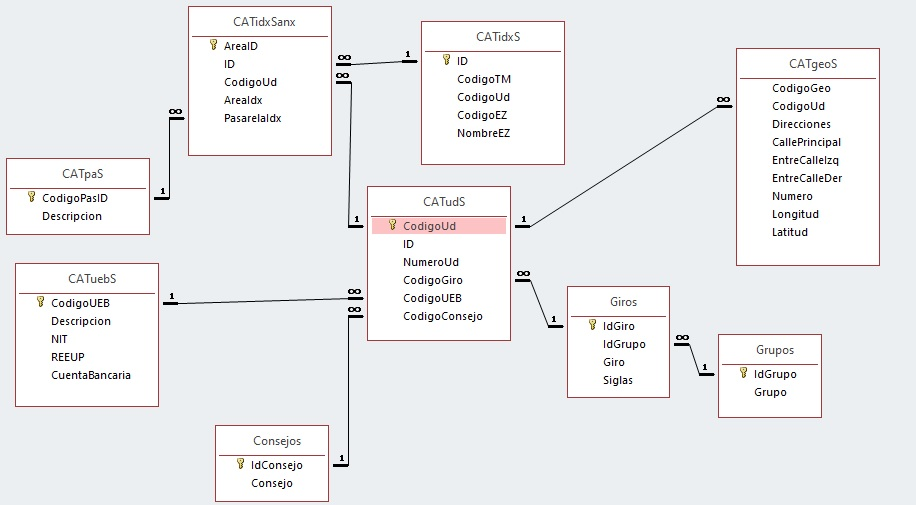 CATidxSanx
AreaID
ID
CodigoUd
AreaIdx
PasarelaIdx
∞
∞
∞
1
CATidxS
ID
CodigoTM
CodigoUd
CodigoEZ
NombreEZ
CATgeoS
CodigoGeo
CodigoUd
Direcciones
CallePrincipal
EntreCalleIzq
EntreCalleDer
Numero
Longitud
Latitud
∞
CATpaS
CodigoPasID
Descripcion
1
CATudS
CodigoUd
ID
NumeroUd
CodigoGiro
CodigoUEB
CodigoConsejo
1
1
∞
∞
∞
CATuebS
CodigoUEB
Descripcion
NIT
REEUP
CuentaBancaria
1
Giros
IdGiro
IdGrupo
Giro
Siglas
1
∞
Grupos
IdGrupo
Grupo
1
Consejos
IdConsejo
Consejo
1